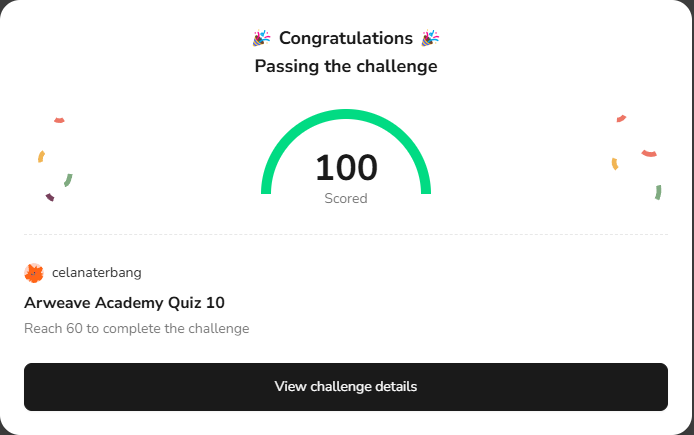 🎉 Congratulations 🎉
Passing the challenge
100
Scored
celanaterbang
Arweave Academy Quiz 10
Reach 60 to complete the challenge
View challenge details